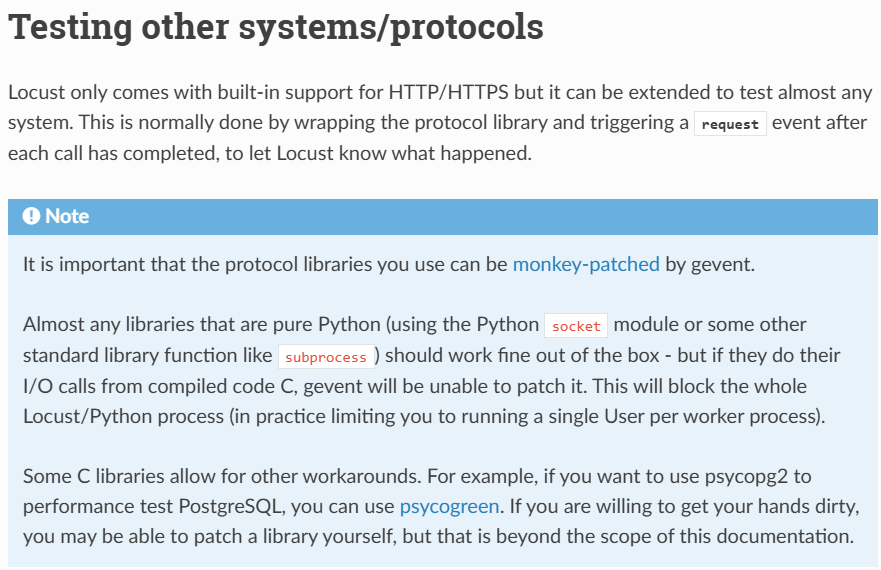 Testing other systems/protocols
Locust only comes with built-in support for HTTP/HTTPS but it can be extended to test almost any
system. This is normally done by wrapping the protocol library and triggering a request event after
each call has completed, to let Locust know what happened.
Note
It is important that the protocol libraries you use can be monkey-patched by gevent.
Almost any libraries that are pure Python (using the Python socket module or some other
standard library function like subprocess) should work fine out of the box - but if they do their
I/O calls from compiled code C, gevent will be unable to patch it. This will block the whole
Locust/Python process (in practice limiting you to running a single User per worker process).
Some C libraries allow for other workarounds. For example, if you want to use psycopg2 to
performance test PostgreSQL, you can use psycogreen. If you are willing to get your hands dirty,
you may be able to patch a library yourself, but that is beyond the scope of this documentation.